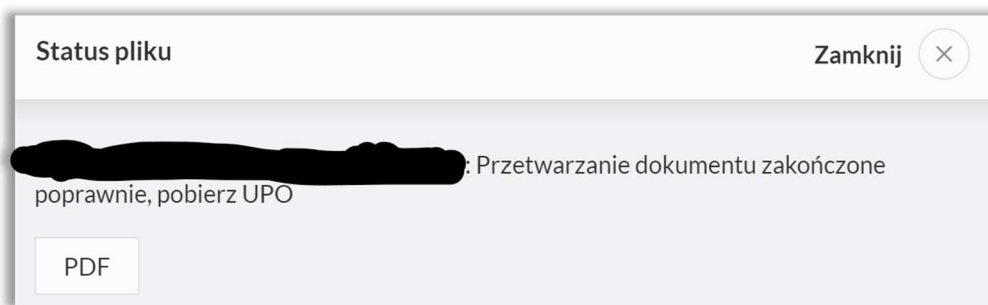 Status pliku
Zamknij
: Przetwarzanie dokumentu zakończone
poprawnie, pobierz UPO
PDF